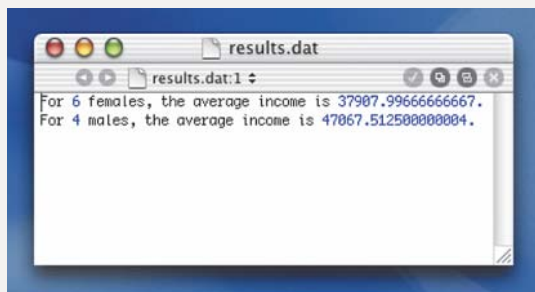 results.dat
results.dat:1
For 6 females, the average income is 37907.99666666667.
For 4 males, the average income is 47067.512500000004.